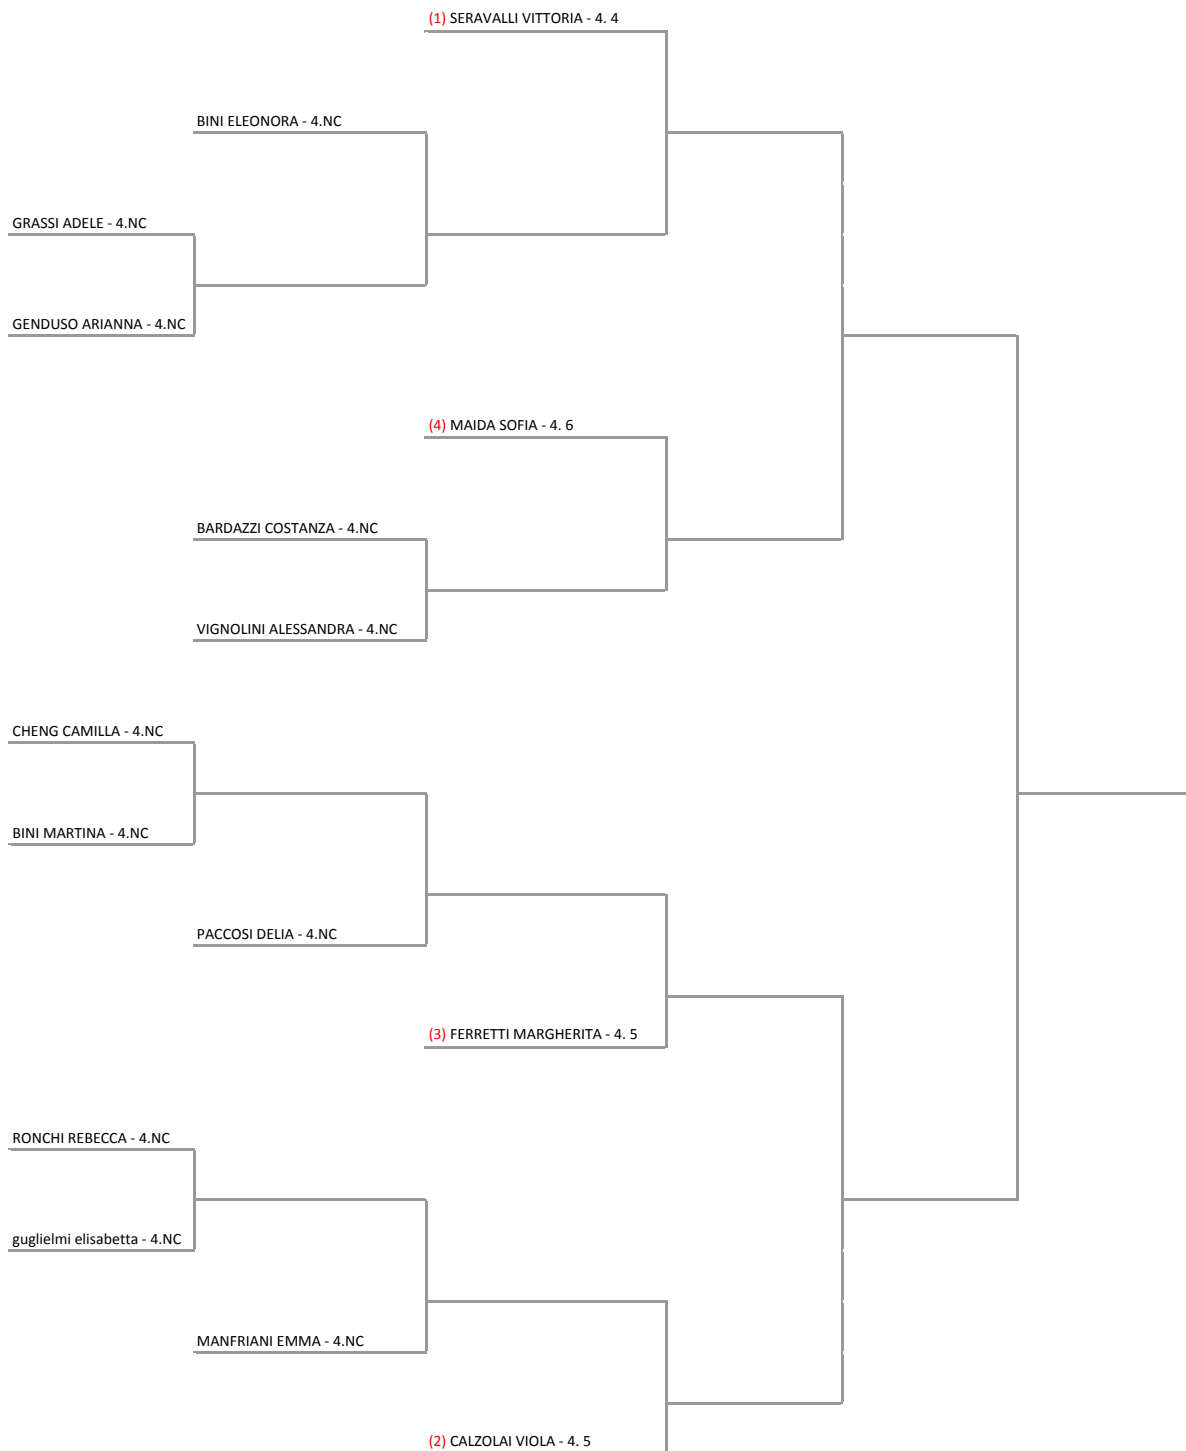 (1) SERAVALLI VITTORIA - 4. 4
BINI ELEONORA - 4.NC
GRASSI ADELE - 4.NC
GENDUSO ARIANNA - 4.NC
(4) MAIDA SOFIA - 4. 6
BARDAZZI COSTANZA - 4.NC
VIGNOLINI ALESSANDRA - 4.NC
CHENG CAMILLA - 4.NC
BINI MARTINA - 4.NC
PACCOSI DELIA - 4.NC
(3) FERRETTI MARGHERITA - 4. 5
RONCHI REBECCA - 4.NC
guglielmi elisabetta - 4.NC
MANFRIANI EMMA - 4.NC
(2) CALZOLAI VIOLA - 4. 5